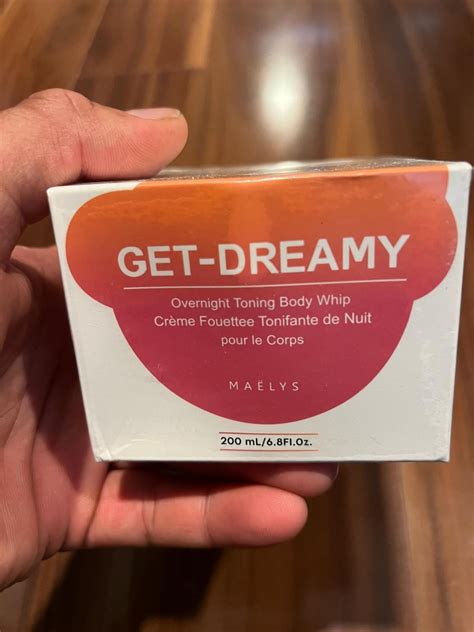 GET-DREAMY
Overnight Toning Body Whip
Crème Fouettee Tonifante de Nuit
pour le Corps
MAËLYS
200 mL/6.8Fl.Oz.